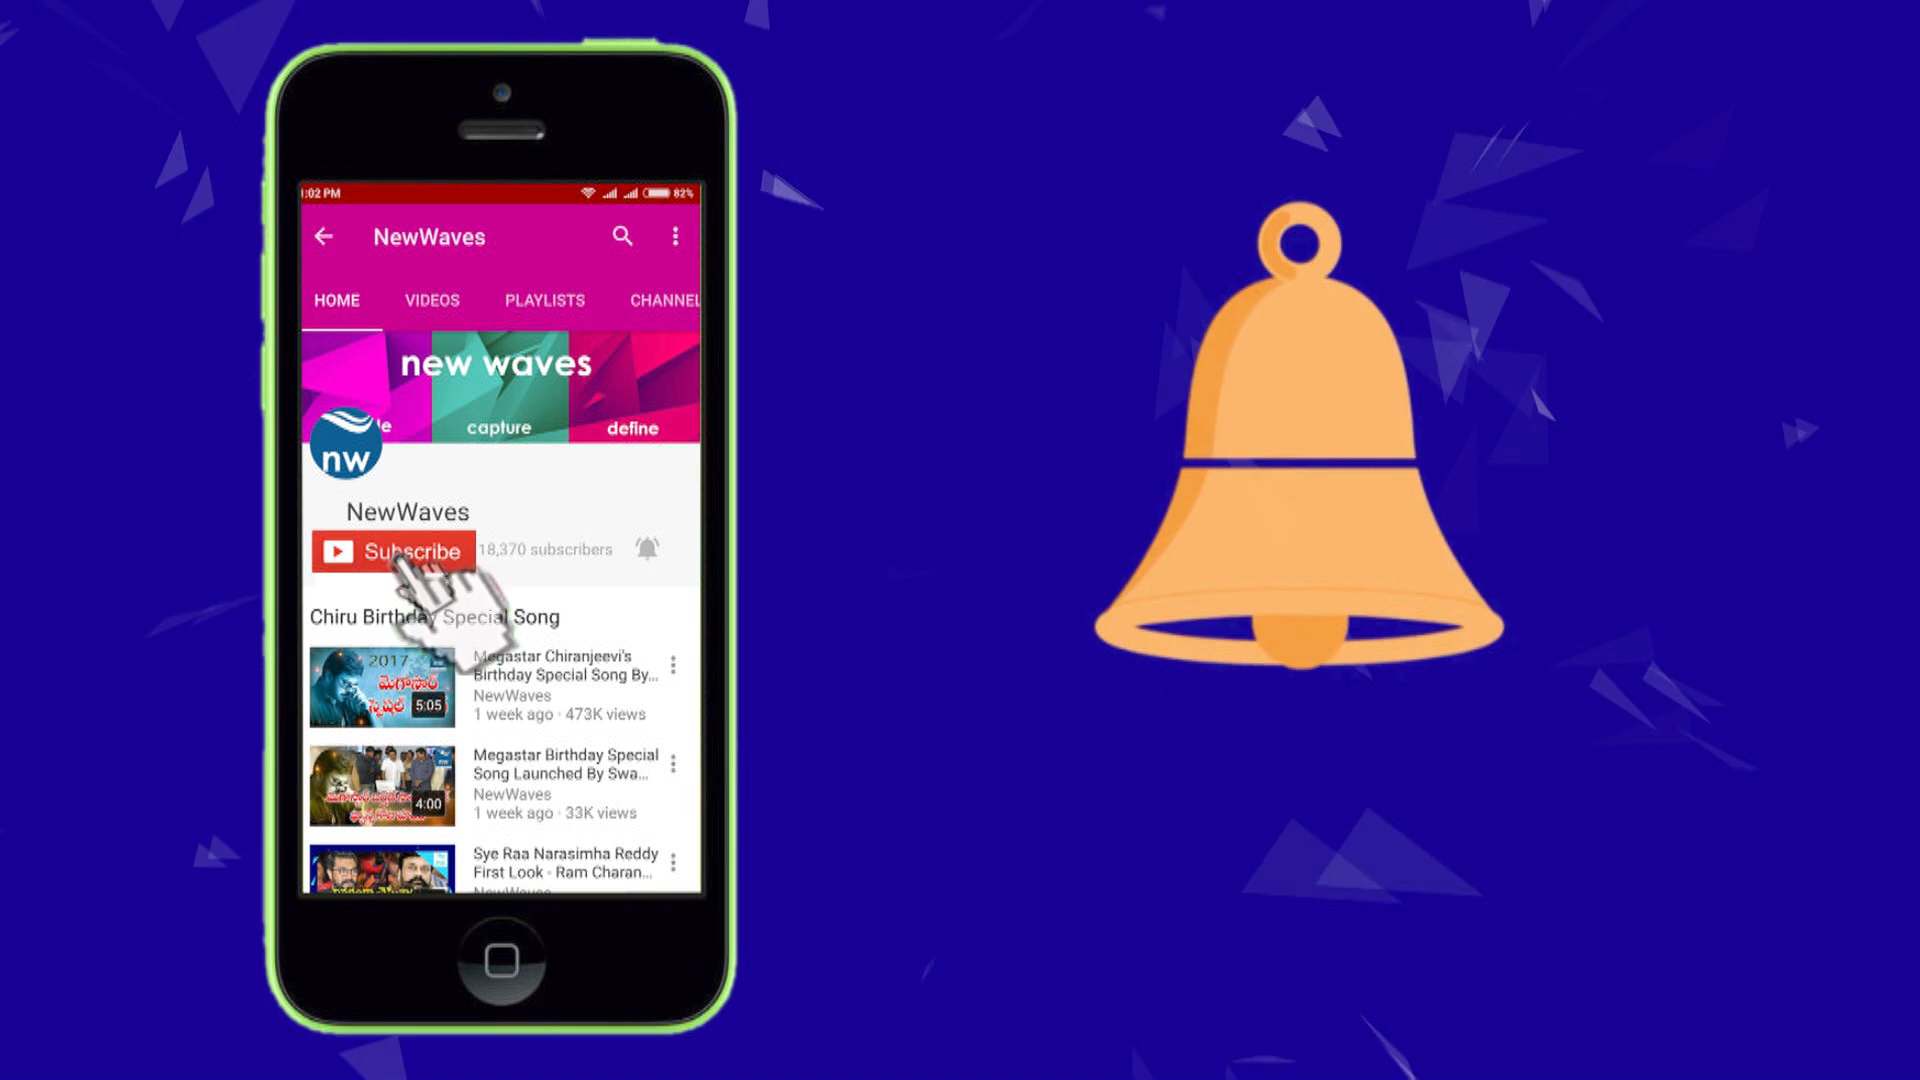 :02 PM 82%
NewWaves
HOME VIDEOS PLAYLISTS CHANNEL
new waves
capture define
nw
NewWaves
Subscribe 18,370 subscribers
Chiru Birthday Special Song
2017
మెగాస్టార్
స్పెషల్
5:05
Megastar Chiranjeevi's
Birthday Special Song By...
NewWaves
1 week ago · 473K views
4:00
Megastar Birthday Special
Song Launched By Swa...
NewWaves
1 week ago · 33K views
Sye Raa Narasimha Reddy
First Look - Ram Charan...
NewWaves